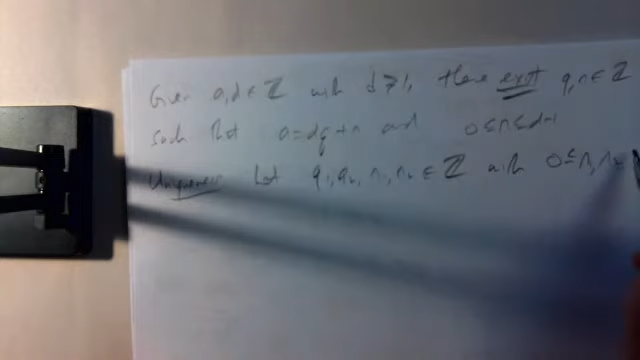 Given a, d ∈ ℤ with d ≥ 1, there exist q, r ∈ ℤ
such that a = dq + r and 0 ≤ r ≤ d-1
Uniqueness Let q₁, q₂, r₁, r₂ ∈ ℤ with 0 ≤ r₁, r₂ ≤